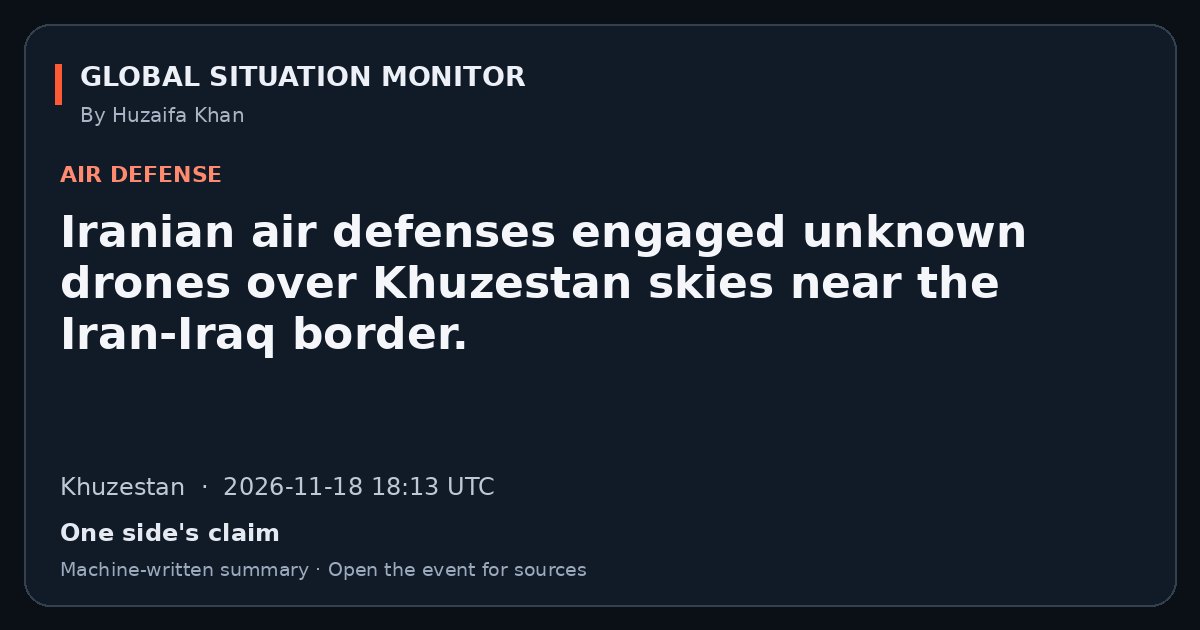 GLOBAL SITUATION MONITOR
By Huzaifa Khan
AIR DEFENSE
Iranian air defenses engaged unknown
drones over Khuzestan skies near the
Iran-Iraq border.
Khuzestan · 2026-11-18 18:13 UTC
One side's claim
Machine-written summary · Open the event for sources